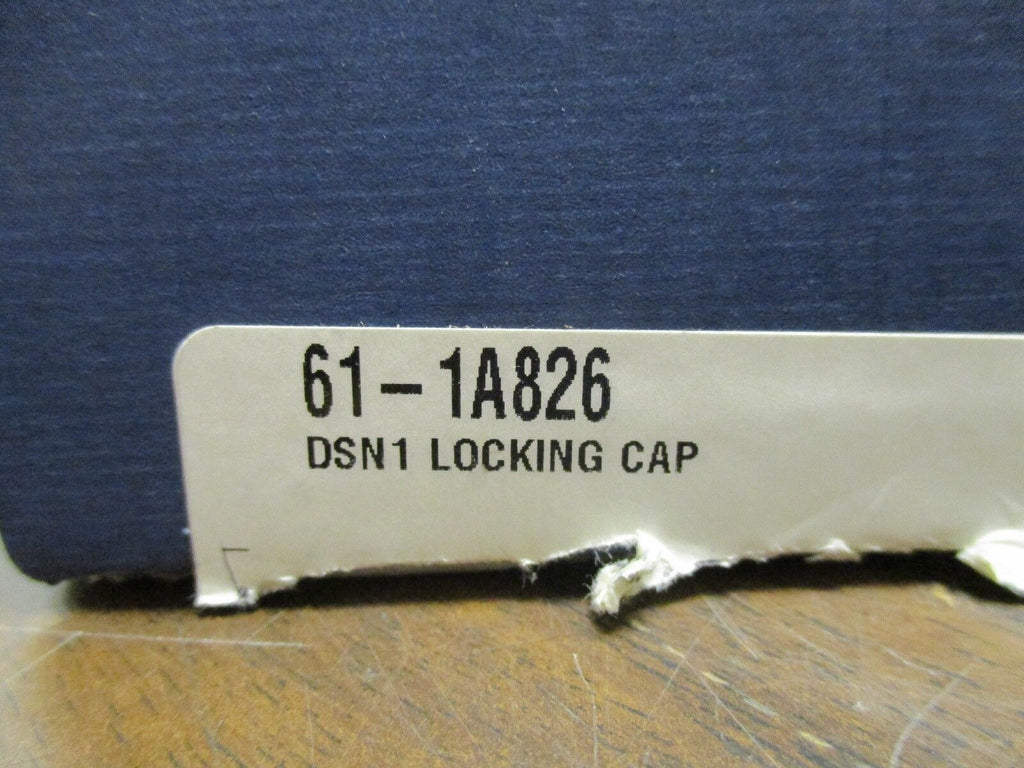 61-1A826
DSN1 LOCKING CAP